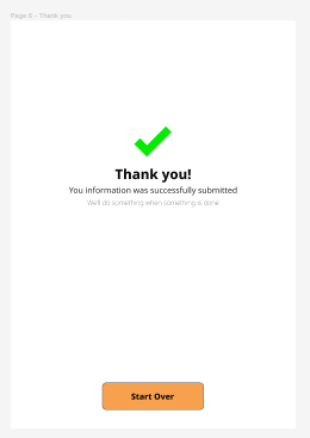 Page 6 - Thank you
Thank you!
You information was successfully submitted
We'll do something when something is done
Start Over